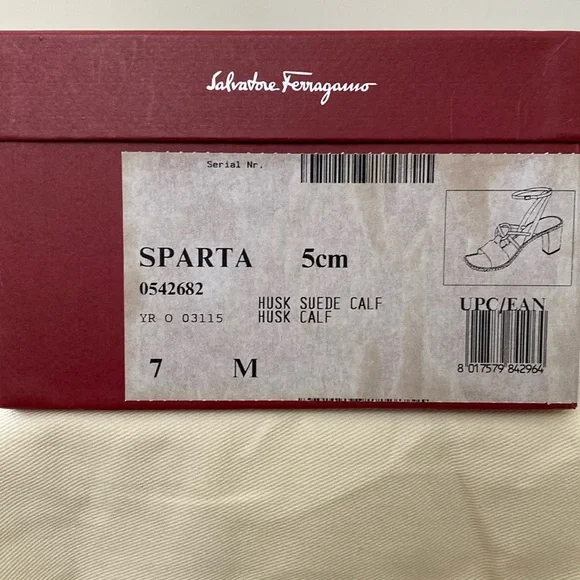 Salvatore Ferragamo
Serial Nr.
SPARTA 5cm
0542682
HUSK SUEDE CALF
YR O 03115 HUSK CALF
UPC/EAN
7 M
8 017579 842964